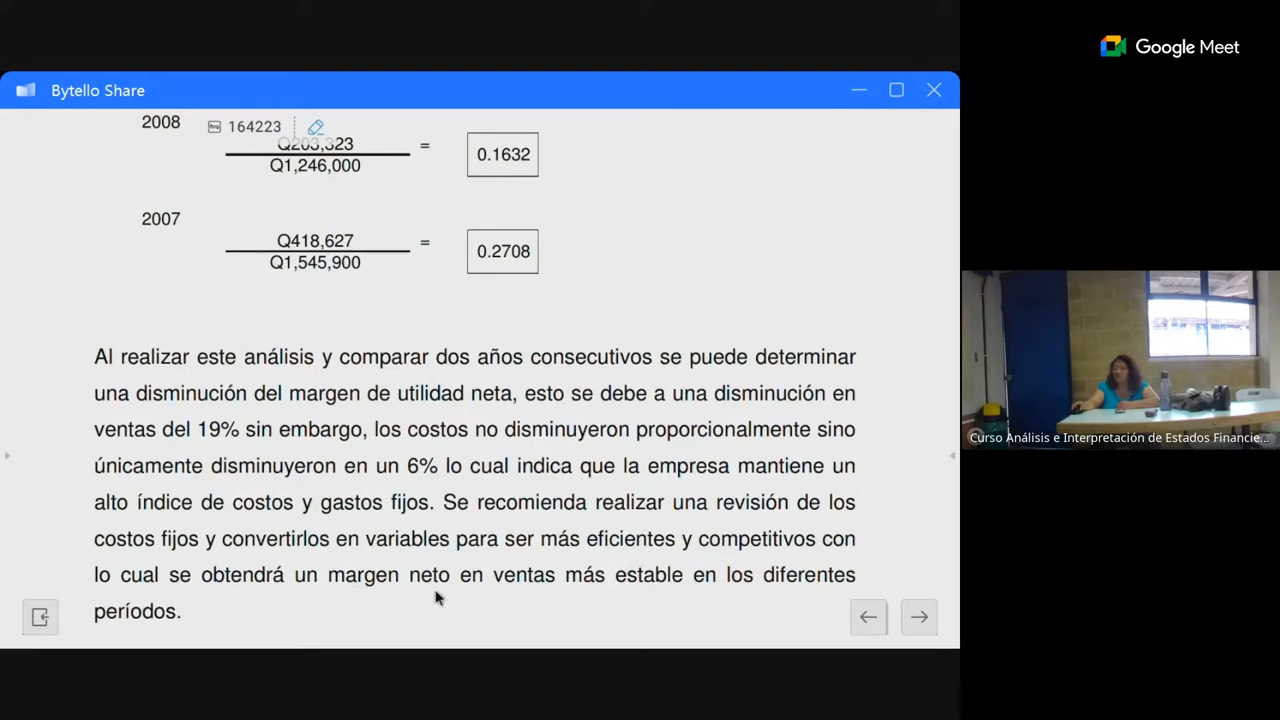 Google Meet
Bytello Share
2008
164223
Q203,323
=
0.1632
Q1,246,000
2007
Q418,627
=
0.2708
Q1,545,900
Al realizar este análisis y comparar dos años consecutivos se puede determinar
una disminución del margen de utilidad neta, esto se debe a una disminución en
ventas del 19% sin embargo, los costos no disminuyeron proporcionalmente sino
únicamente disminuyeron en un 6% lo cual indica que la empresa mantiene un
alto índice de costos y gastos fijos. Se recomienda realizar una revisión de los
costos fijos y convertirlos en variables para ser más eficientes y competitivos con
lo cual se obtendrá un margen neto en ventas más estable en los diferentes
períodos.
Curso Análisis e Interpretación de Estados Financie...